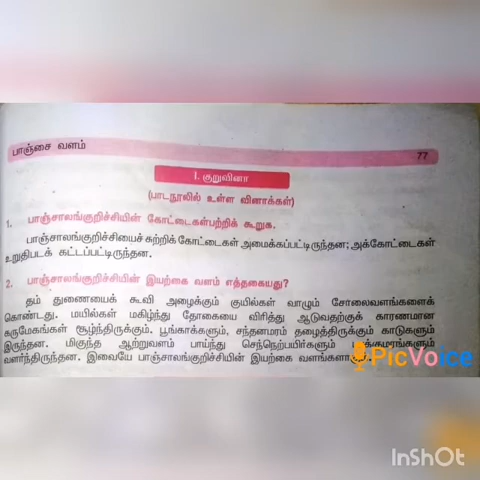 பாஞ்சை வளம்
77
I. குறுவினா
(பாடநூலில் உள்ள வினாக்கள்)
1. பாஞ்சாலங்குறிச்சியின் கோட்டைகள்பற்றிக் கூறுக.
பாஞ்சாலங்குறிச்சியைச் சுற்றிக் கோட்டைகள் அமைக்கப்பட்டிருந்தன; அக்கோட்டைகள்
உறுதிபடக் கட்டப்பட்டிருந்தன.
2. பாஞ்சாலங்குறிச்சியின் இயற்கை வளம் எத்தகையது?
தம் துணையைக் கூவி அழைக்கும் குயில்கள் வாழும் சோலைவளங்களைக்
கொண்டது. மயில்கள் மகிழ்ந்து தோகையை விரித்து ஆடுவதற்குக் காரணமான
கருமேகங்கள் சூழ்ந்திருக்கும். பூங்காக்களும், சந்தனமரம் தழைத்திருக்கும் காடுகளும்
இருந்தன. மிகுந்த ஆற்றுவளம் பாய்ந்து செந்நெற்பயிர்களும்
வளர்ந்திருந்தன. இவையே பாஞ்சாலங்குறிச்சியின் இயற்கை
PicVoice
InShOt